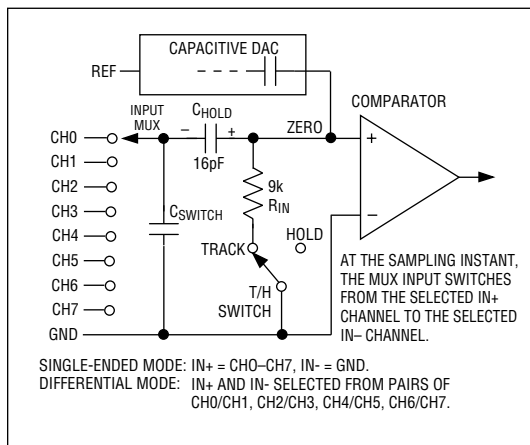 CAPACITIVE DAC
REF
COMPARATOR
INPUT
MUX
CHOLD
–
+
ZERO
+
16pF
CH0
CH1
CH2
CH3
CH4
CH5
CH6
CH7
GND
9k
RIN
CSWITCH
TRACK
HOLD
T/H
SWITCH
–
AT THE SAMPLING INSTANT,
THE MUX INPUT SWITCHES
FROM THE SELECTED IN+
CHANNEL TO THE SELECTED
IN– CHANNEL.
SINGLE-ENDED MODE: IN+ = CHO–CH7, IN- = GND.
DIFFERENTIAL MODE: IN+ AND IN- SELECTED FROM PAIRS OF
CH0/CH1, CH2/CH3, CH4/CH5, CH6/CH7.